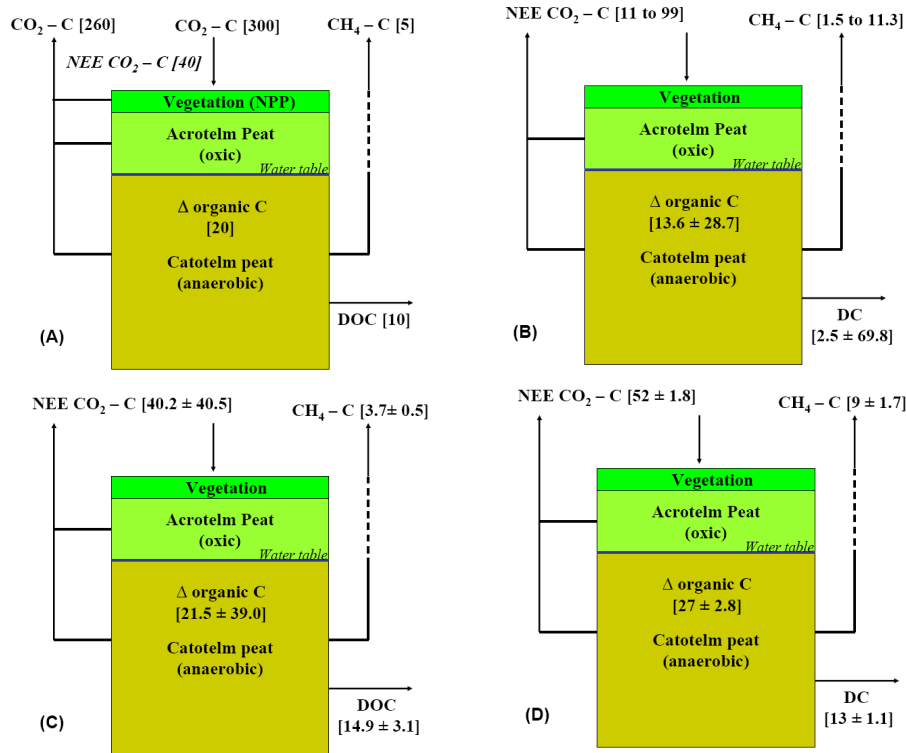 CO₂ – C [260]
CO₂ – C [300]
CH₄ – C [5]
NEE CO₂ – C [40]
Vegetation (NPP)
Acrotelm Peat
(oxic)
Water table
Δ organic C
[20]
Catotelm peat
(anaerobic)
DOC [10]
(A)
NEE CO₂ – C [11 to 99]
CH₄ – C [1.5 to 11.3]
Vegetation
Acrotelm Peat
(oxic)
Water table
Δ organic C
[13.6 ± 28.7]
Catotelm peat
(anaerobic)
DC
[2.5 ± 69.8]
(B)
NEE CO₂ – C [40.2 ± 40.5]
CH₄ – C [3.7± 0.5]
Vegetation
Acrotelm Peat
(oxic)
Water table
Δ organic C
[21.5 ± 39.0]
Catotelm peat
(anaerobic)
DOC
[14.9 ± 3.1]
(C)
NEE CO₂ – C [52 ± 1.8]
CH₄ – C [9 ± 1.7]
Vegetation
Acrotelm Peat
(oxic)
Water table
Δ organic C
[27 ± 2.8]
Catotelm peat
(anaerobic)
DC
[13 ± 1.1]
(D)